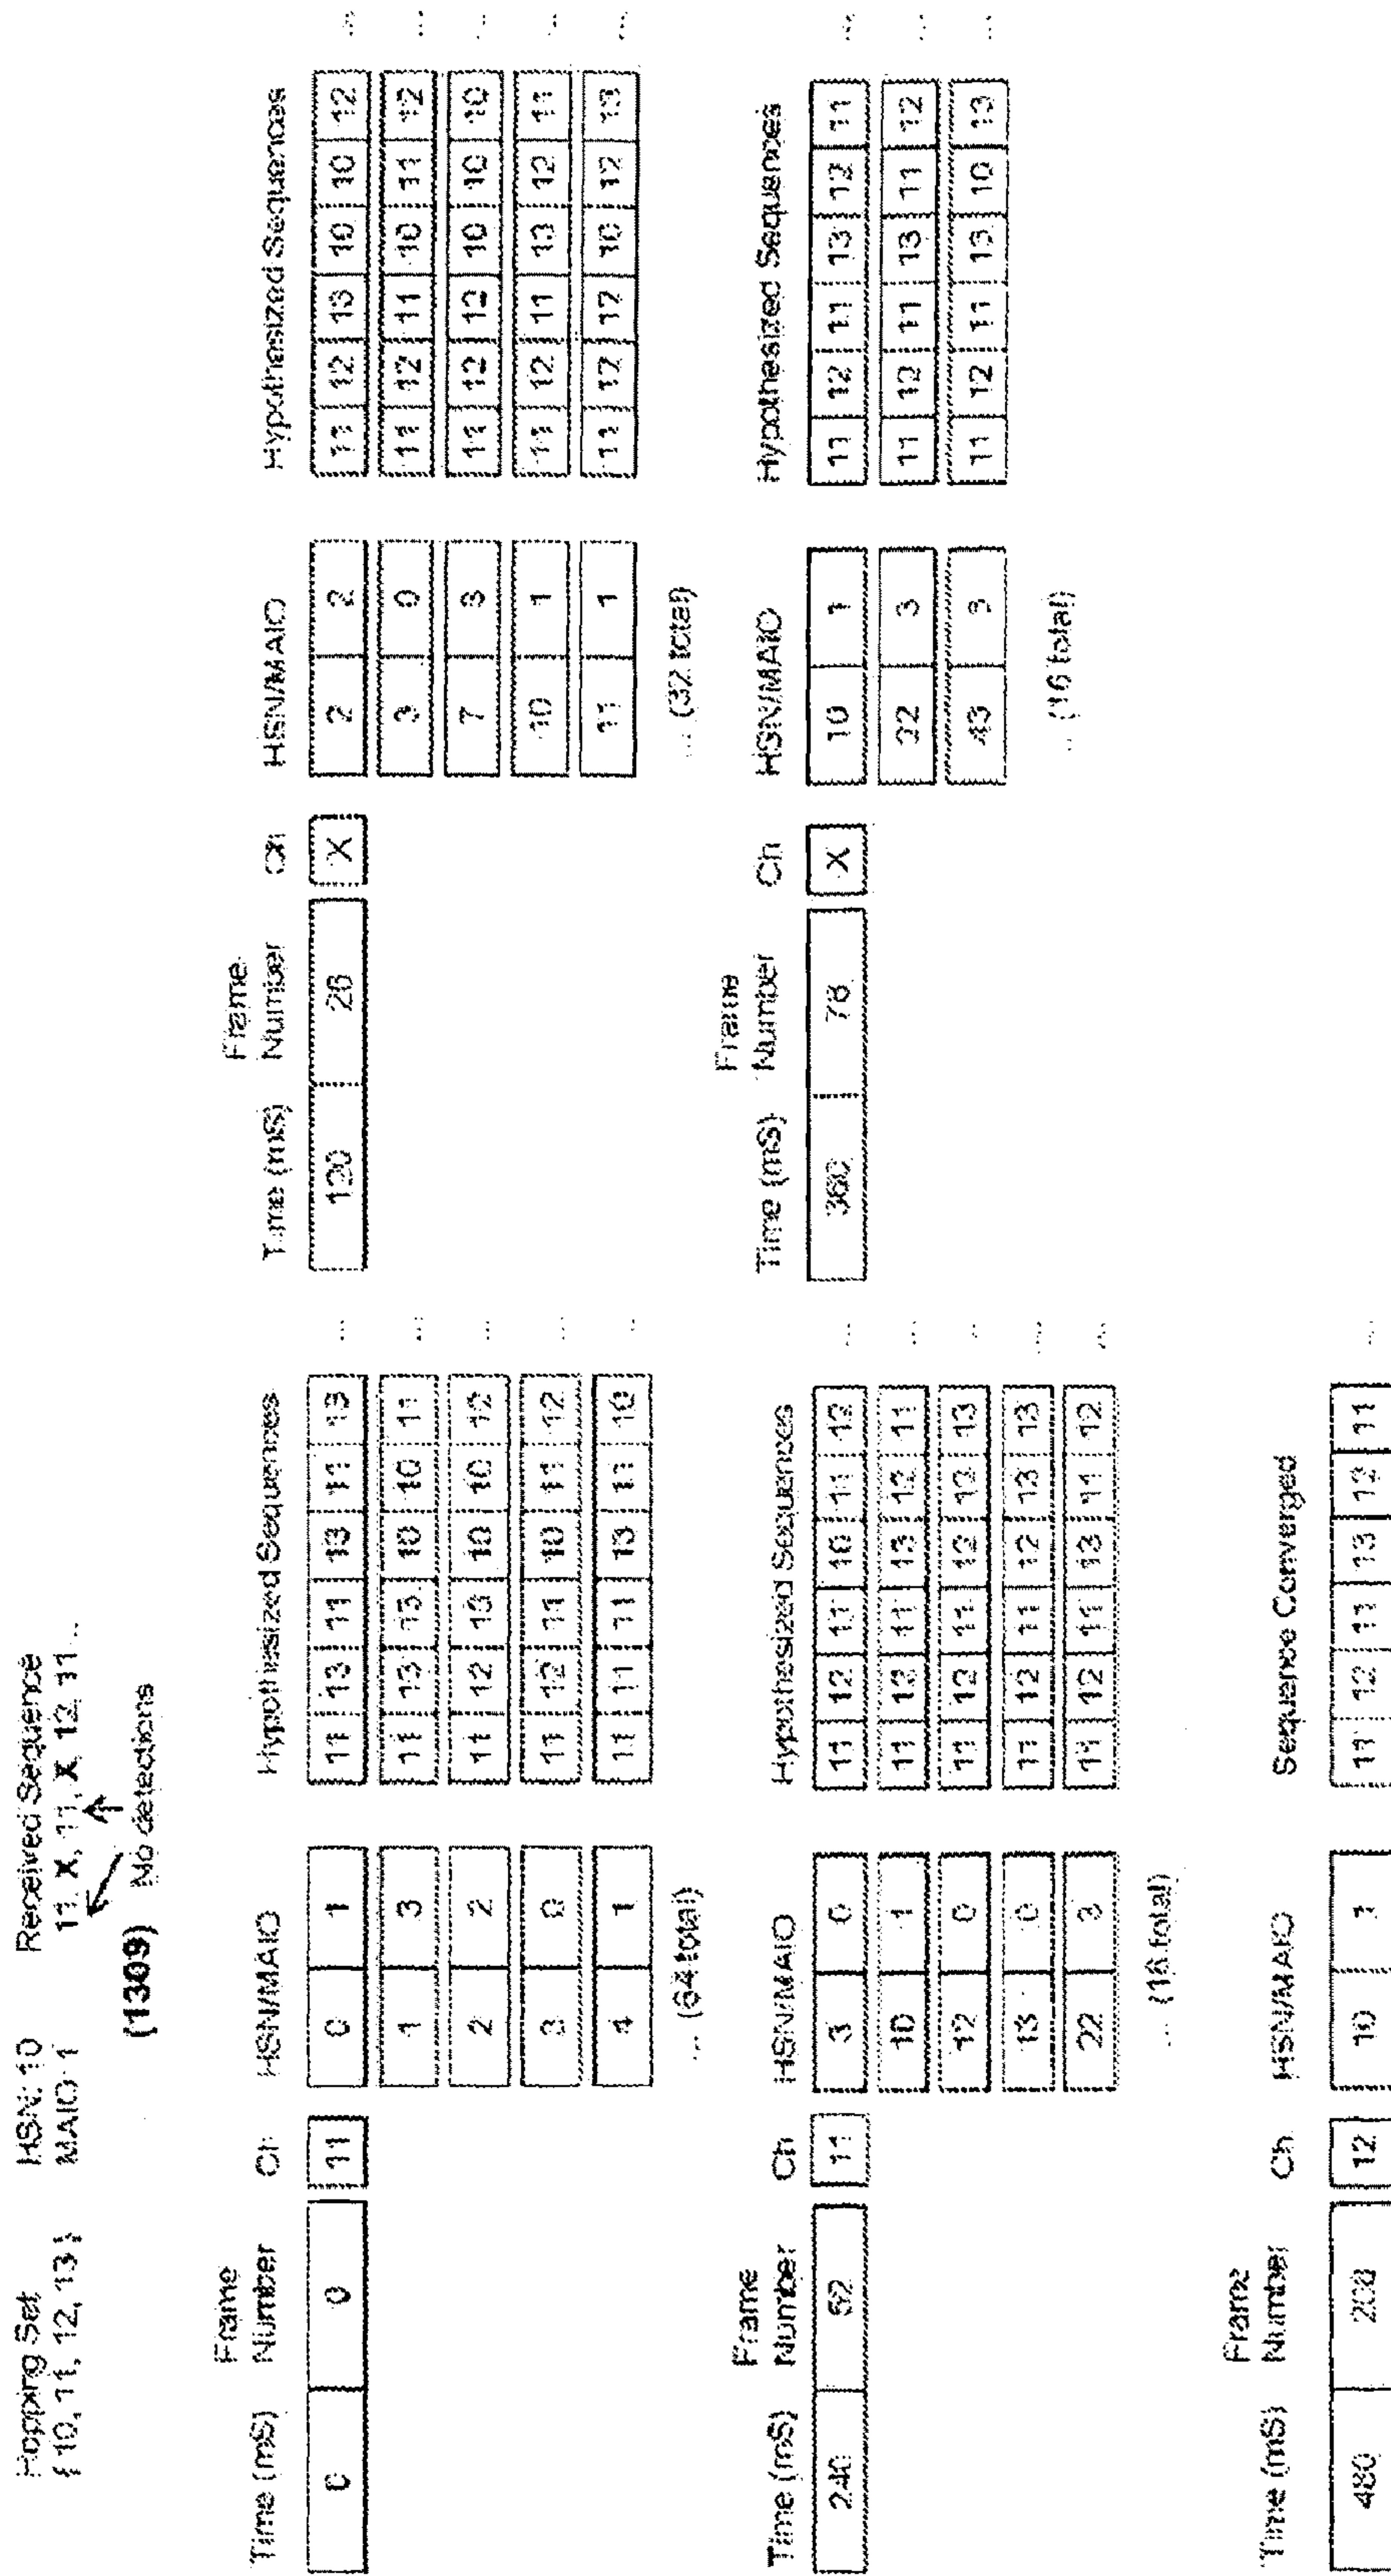 Hopping Set HSN: 10 Received Sequence
{ 10, 11, 12, 13 } MAIO: 1 11, X, 11, X, 12, 11 ..
(1309) No detections
Frame
Time (mS) Number Ch HSN/MAIO Hypothesized Sequences
0 0 11 0 1 11 13 11 13 11 13 ...
1 3 11 13 13 10 10 11 ...
2 2 11 12 13 10 10 12 ...
3 0 11 12 11 10 11 12 ...
4 1 11 11 11 13 11 10 ...
... (64 total)
Frame
Time (mS) Number Ch HSN/MAIO Hypothesized Sequences
120 26 X 2 2 11 12 13 10 10 12 ...
3 0 11 12 11 10 11 12 ...
7 3 11 12 12 10 10 10 ...
10 1 11 12 11 13 12 11 ...
11 1 11 12 12 10 12 13 ...
... (32 total)
Frame
Time (mS) Number Ch HSN/MAIO Hypothesized Sequences
240 52 11 3 0 11 12 11 10 11 12 ...
10 1 11 12 11 13 12 11 ...
12 0 11 12 11 12 12 13 ...
13 0 11 12 11 12 13 13 ...
22 3 11 12 11 13 11 12 ...
... (16 total)
Frame
Time (mS) Number Ch HSN/MAIO Hypothesized Sequences
360 78 X 10 1 11 12 11 13 12 11 ...
22 3 11 12 11 13 11 12 ...
43 3 11 12 11 13 10 13 ...
... (16 total)
Frame
Time (mS) Number Ch. HSN/MAIO Sequence Converged
480 208 12 10 1 11 12 11 13 12 11 ...